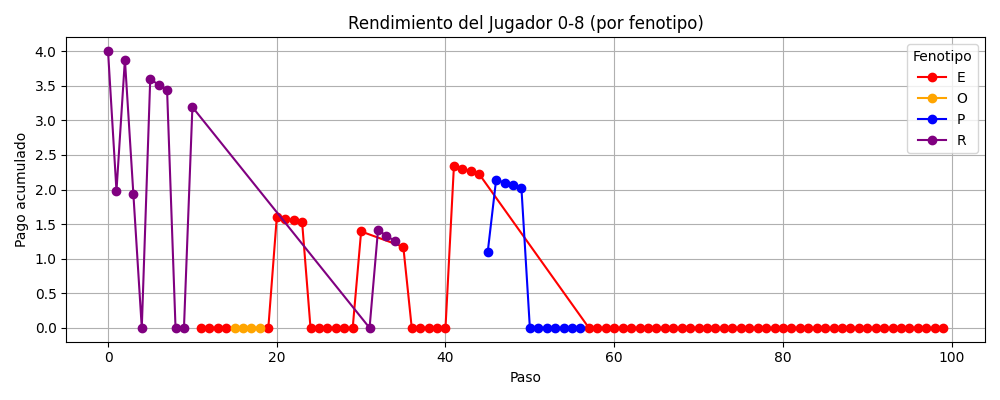 Rendimiento del Jugador 0-8 (por fenotipo)
Pago acumulado
4.0
3.5
3.0
2.5
2.0
1.5
1.0
0.5
0.0
Fenotipo
E
O
P
R
0 20 40 60 80 100
Paso